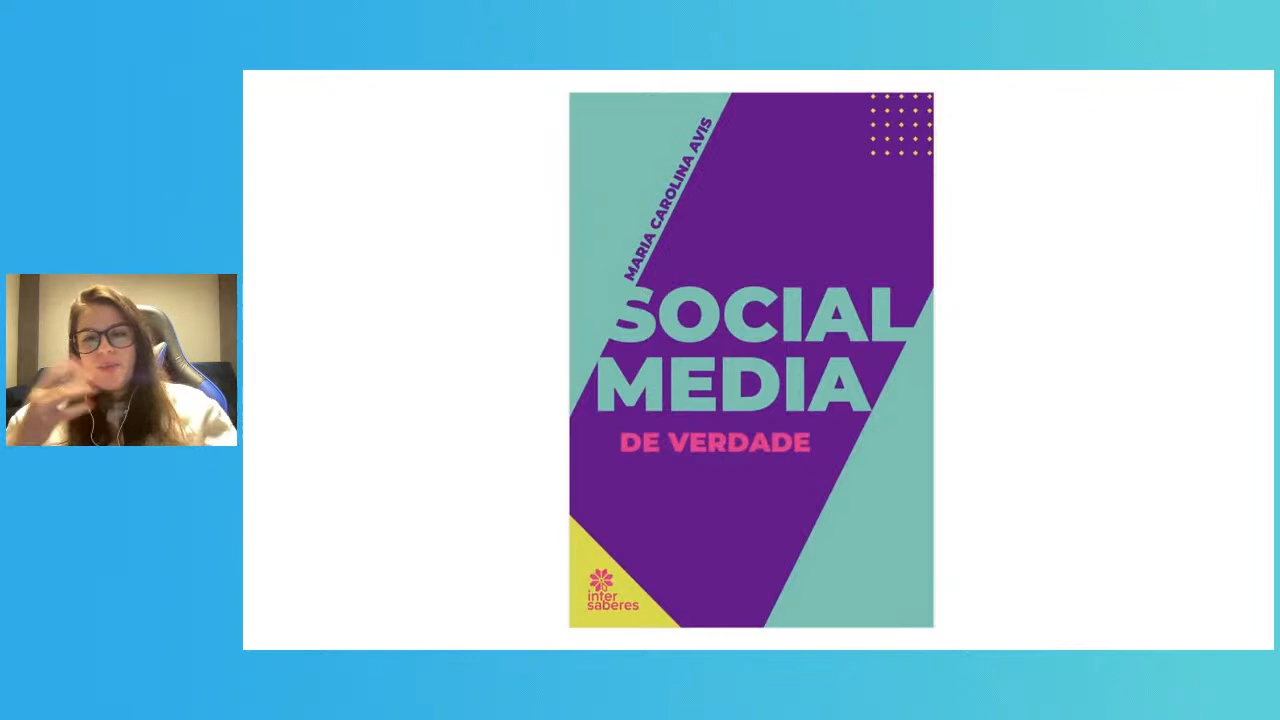 MARIA CAROLINA AVIS
SOCIAL
MEDIA
DE VERDADE
inter
saberes